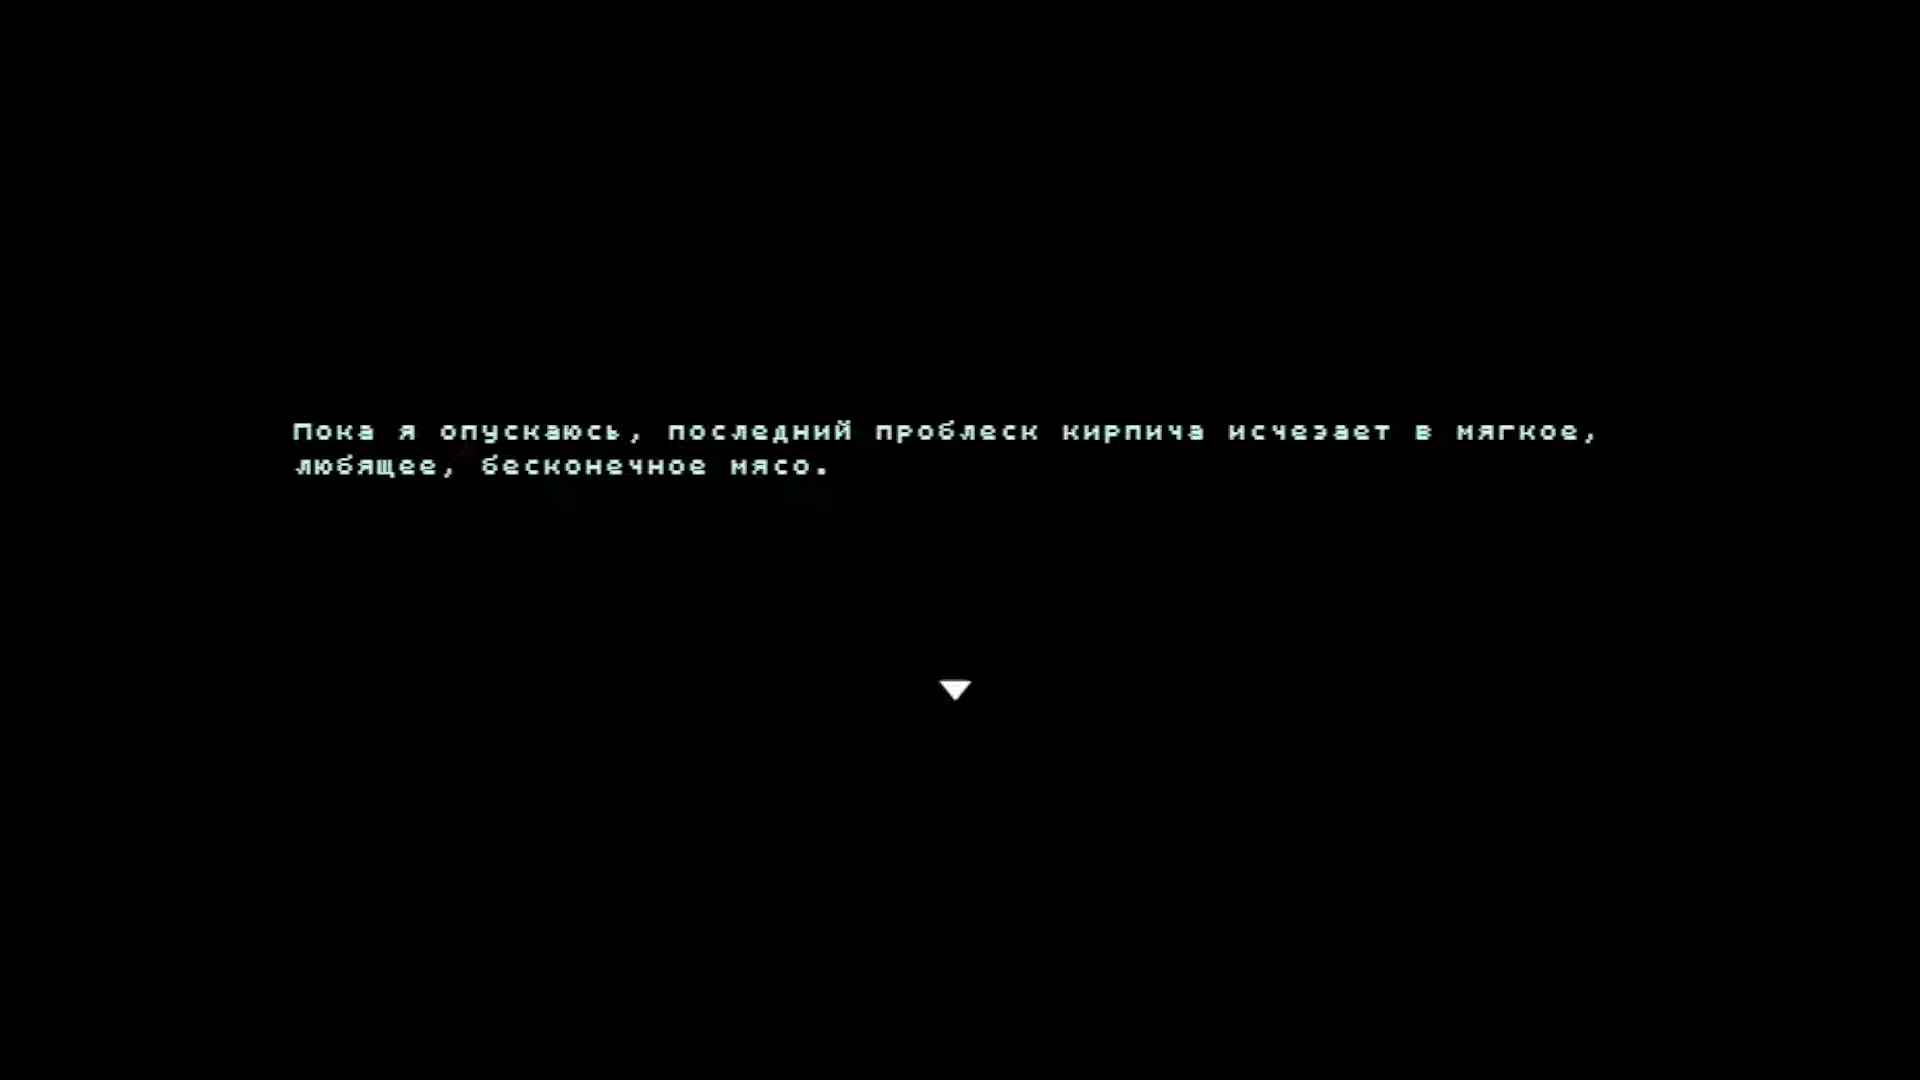 Пока я опускаюсь, последний проблеск кирпича исчезает в мягкое,
любящее, бесконечное мясо.